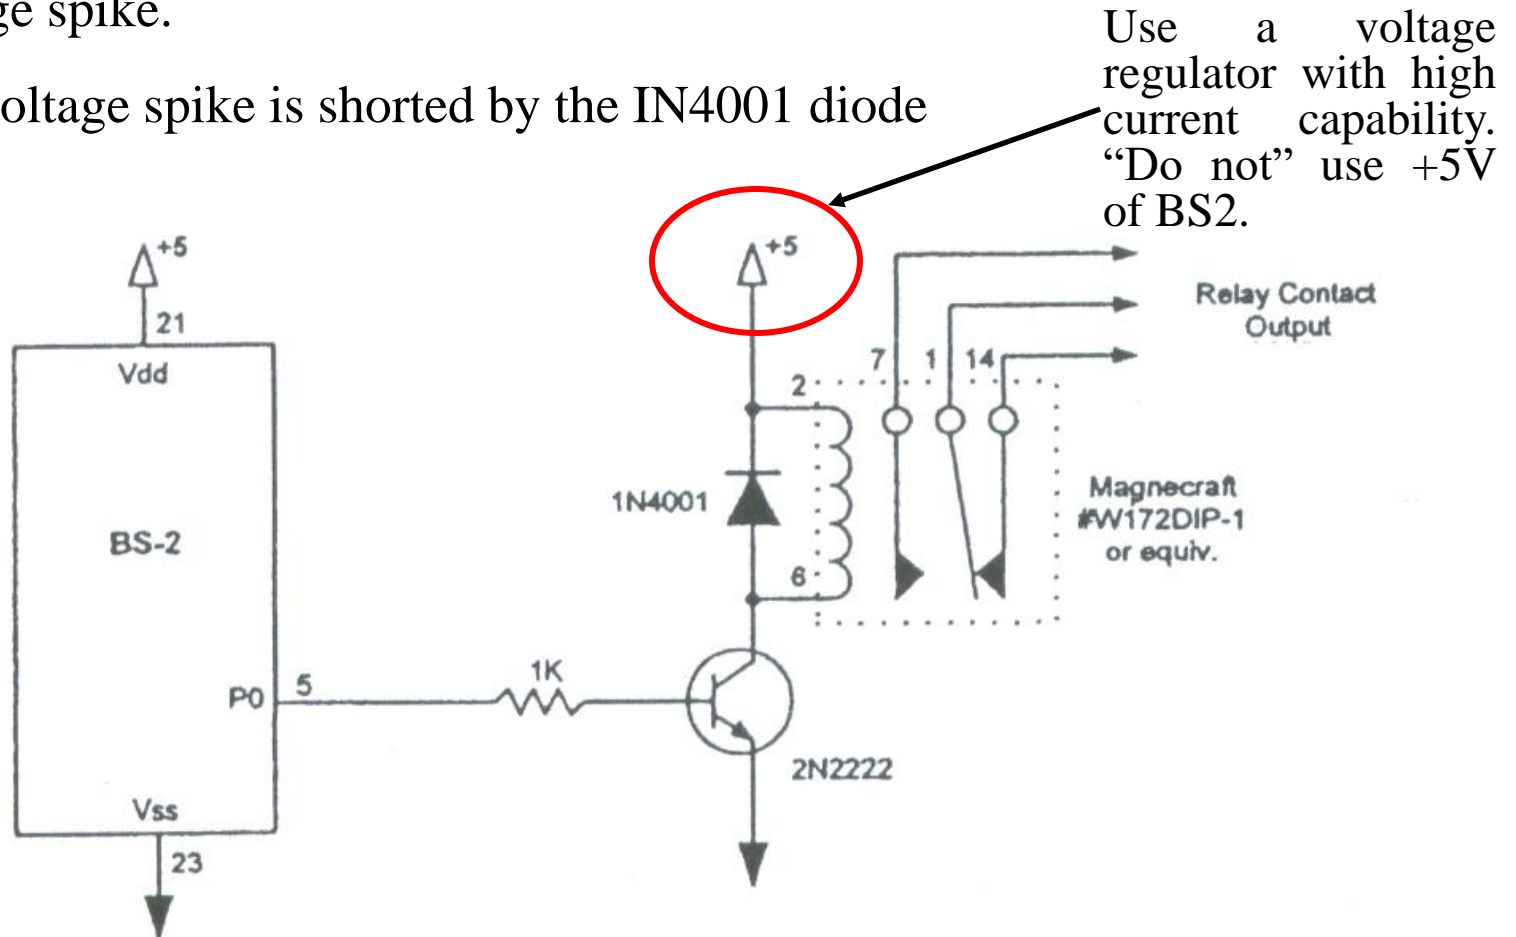 ge spike.
oltage spike is shorted by the IN4001 diode
Use a voltage
regulator with high
current capability.
“Do not” use +5V
of BS2.
+5
+5
21
Vdd
Relay Contact
Output
7 1 14
2
1N4001
Magnecraft
#W172DIP-1
or equiv.
BS-2
6
1K
P0 5
2N2222
Vss
23